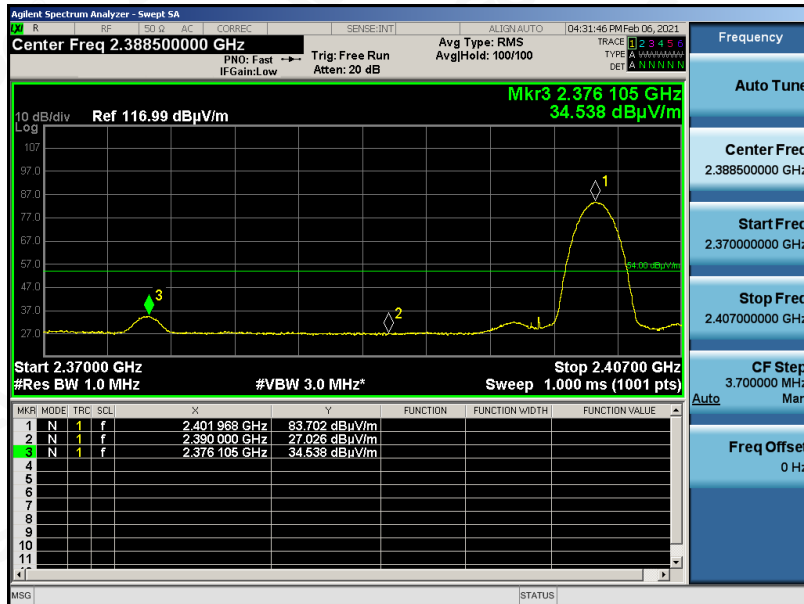 Agilent Spectrum Analyzer - Swept SA
LXI R RF 50 Ω AC CORREC SENSE:INT ALIGN AUTO 04:31:46 PM Feb 06, 2021
Center Freq 2.388500000 GHz
PNO: Fast
IFGain:Low
Trig: Free Run
Atten: 20 dB
Avg Type: RMS
Avg|Hold: 100/100
TRACE 1 2 3 4 5 6
TYPE A WWWWW
DET A N N N N N
Mkr3 2.376 105 GHz
34.538 dBµV/m
10 dB/div Ref 116.99 dBµV/m
Log
107
97.0
87.0
77.0
67.0
57.0
47.0
37.0
27.0
1
2
3
54.00 dBµV/m
Start 2.37000 GHz Stop 2.40700 GHz
#Res BW 1.0 MHz #VBW 3.0 MHz* Sweep 1.000 ms (1001 pts)
MKR MODE TRC SCL X Y FUNCTION FUNCTION WIDTH FUNCTION VALUE
1 N 1 f 2.401 968 GHz 83.702 dBµV/m
2 N 1 f 2.390 000 GHz 27.026 dBµV/m
3 N 1 f 2.376 105 GHz 34.538 dBµV/m
4
5
6
7
8
9
10
11
MSG STATUS
Frequency
Auto Tune
Center Freq
2.388500000 GHz
Start Freq
2.370000000 GHz
Stop Freq
2.407000000 GHz
CF Step
3.700000 MHz
Auto Man
Freq Offset
0 Hz